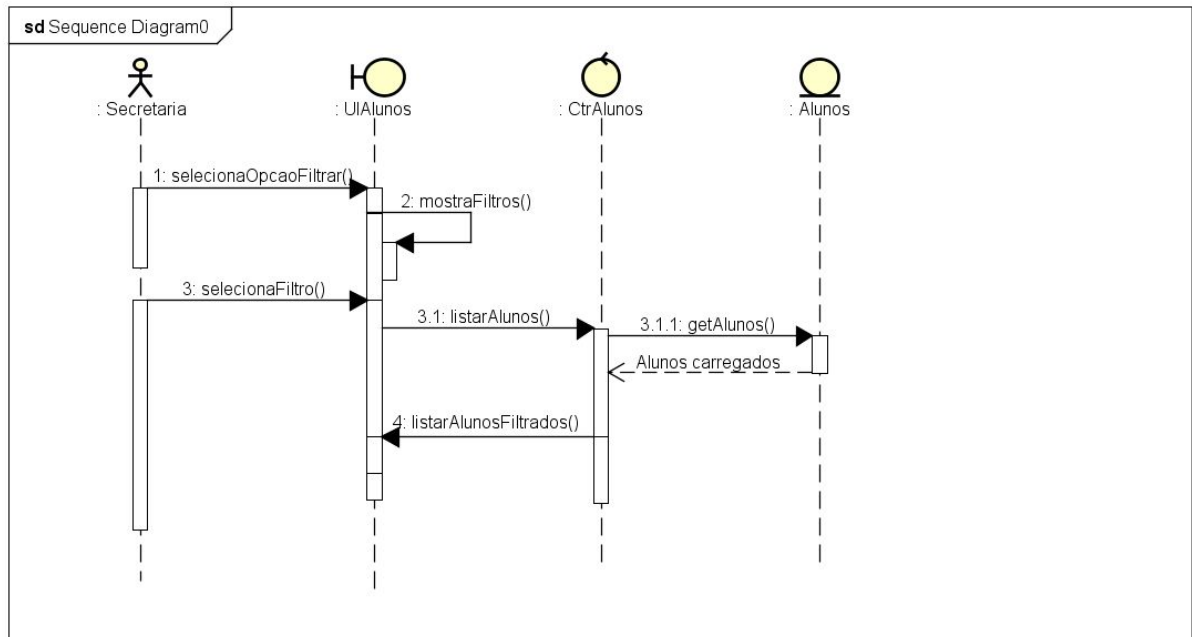 sd Sequence Diagram0
: Secretaria
: UIAlunos
: CtrAlunos
: Alunos
1: selecionaOpcaoFiltrar()
2: mostraFiltros()
3: selecionaFiltro()
3.1: listarAlunos()
3.1.1: getAlunos()
Alunos carregados
4: listarAlunosFiltrados()